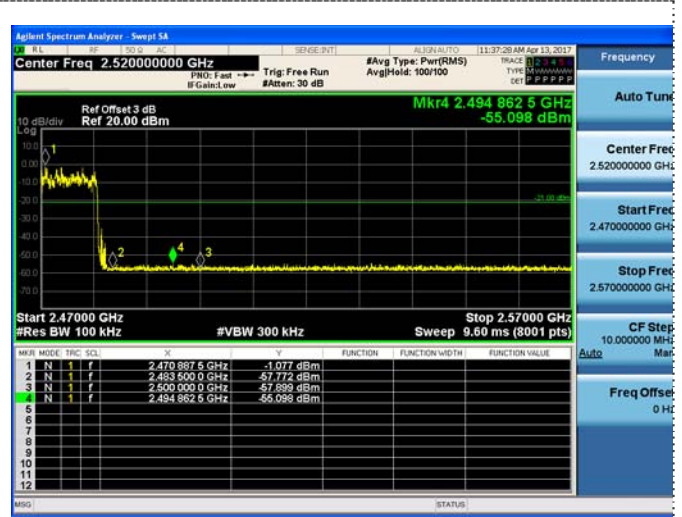 Agilent Spectrum Analyzer - Swept SA
RL RF 50 Ω AC SENSE:INT ALIGN AUTO 11:37:28 AM Apr 13, 2017
Center Freq 2.520000000 GHz
PNO: Fast Trig: Free Run
IFGain:Low #Atten: 30 dB
#Avg Type: Pwr(RMS)
Avg|Hold: 100/100
TRACE 1 2 3 4 5 6
TYPE
DET P P P P P P
Mkr4 2.494 862 5 GHz
-55.098 dBm
Ref Offset 3 dB
10 dB/div Ref 20.00 dBm
Log
10.0
0.00
-10.0
-20.0
-30.0
-40.0
-50.0
-60.0
-70.0
1
2
4
3
-21.00 dBm
Start 2.47000 GHz Stop 2.57000 GHz
#Res BW 100 kHz #VBW 300 kHz Sweep 9.60 ms (8001 pts)
MKR MODE TRC SCL X Y FUNCTION FUNCTION WIDTH FUNCTION VALUE
1 N 1 f 2.470 887 5 GHz -1.077 dBm
2 N 1 f 2.483 500 0 GHz -57.772 dBm
3 N 1 f 2.500 000 0 GHz -57.899 dBm
4 N 1 f 2.494 862 5 GHz -55.098 dBm
5
6
7
8
9
10
11
12
MSG STATUS
Frequency
Auto Tune
Center Freq
2.520000000 GHz
Start Freq
2.470000000 GHz
Stop Freq
2.570000000 GHz
CF Step
10.000000 MHz
Auto Man
Freq Offset
0 Hz